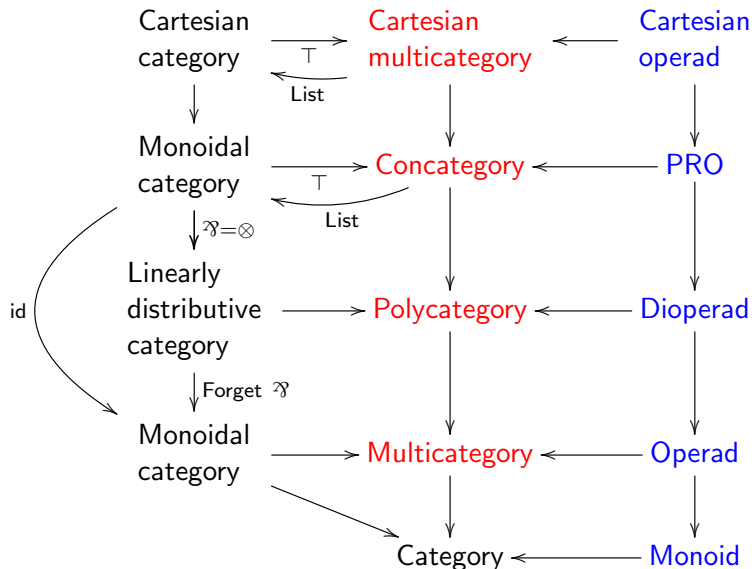 Cartesian category
Cartesian multicategory
Cartesian operad
⊤
List
Monoidal category
Concategory
PRO
⊤
List
⅋=⊗
id
Linearly distributive category
Polycategory
Dioperad
Forget ⅋
Monoidal category
Multicategory
Operad
Category
Monoid